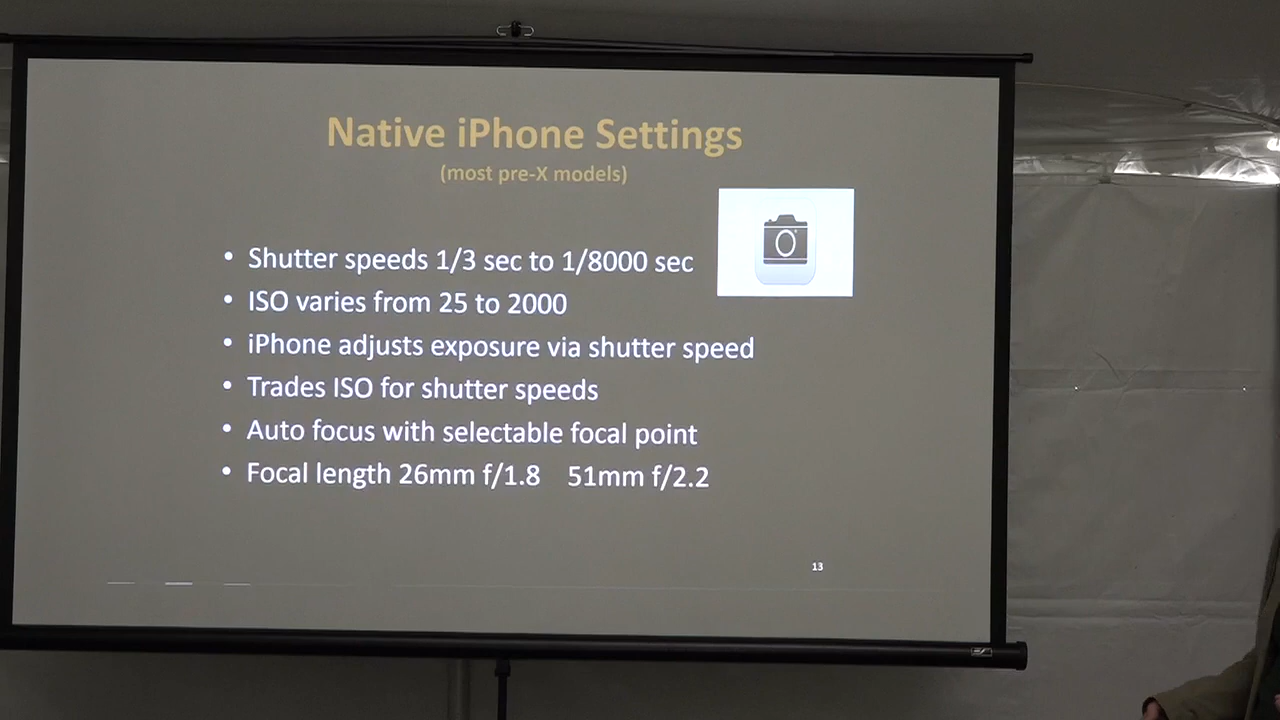 Native iPhone Settings
(most pre-X models)
• Shutter speeds 1/3 sec to 1/8000 sec
• ISO varies from 25 to 2000
• iPhone adjusts exposure via shutter speed
• Trades ISO for shutter speeds
• Auto focus with selectable focal point
• Focal length 26mm f/1.8    51mm f/2.2
13